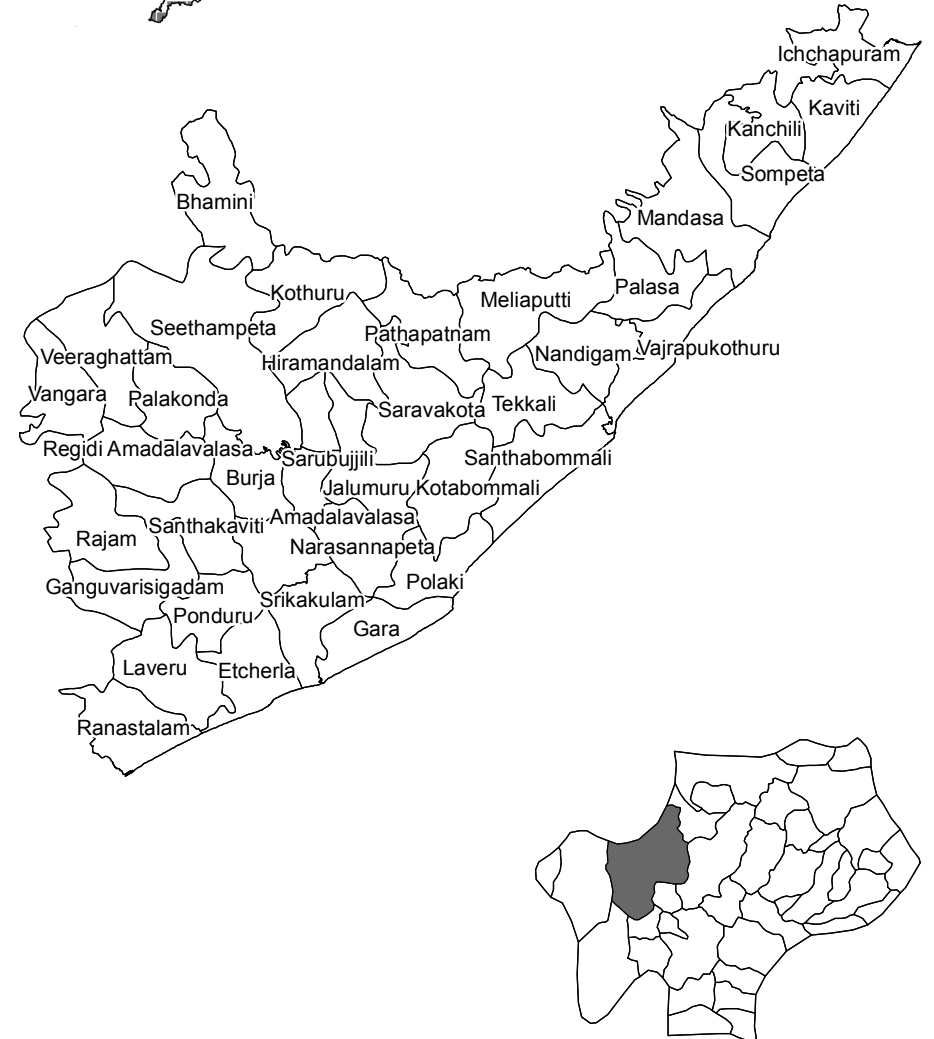 Ichchapuram
Kaviti
Kanchili
Sompeta
Bhamini
Mandasa
Palasa
Kothuru
Meliaputti
Seethampeta
Pathapatnam
Vajrapukothuru
Nandigam
Veeraghattam
Hiramandalam
Vangara
Palakonda
Tekkali
Saravakota
Regidi Amadalavalasa
Sarubujjili
Santhabommali
Burja
Jalumuru
Kotabommali
Amadalavalasa
Santhakaviti
Rajam
Narasannapeta
Polaki
Ganguvarisigadam
Srikakulam
Ponduru
Gara
Laveru
Etcherla
Ranastalam